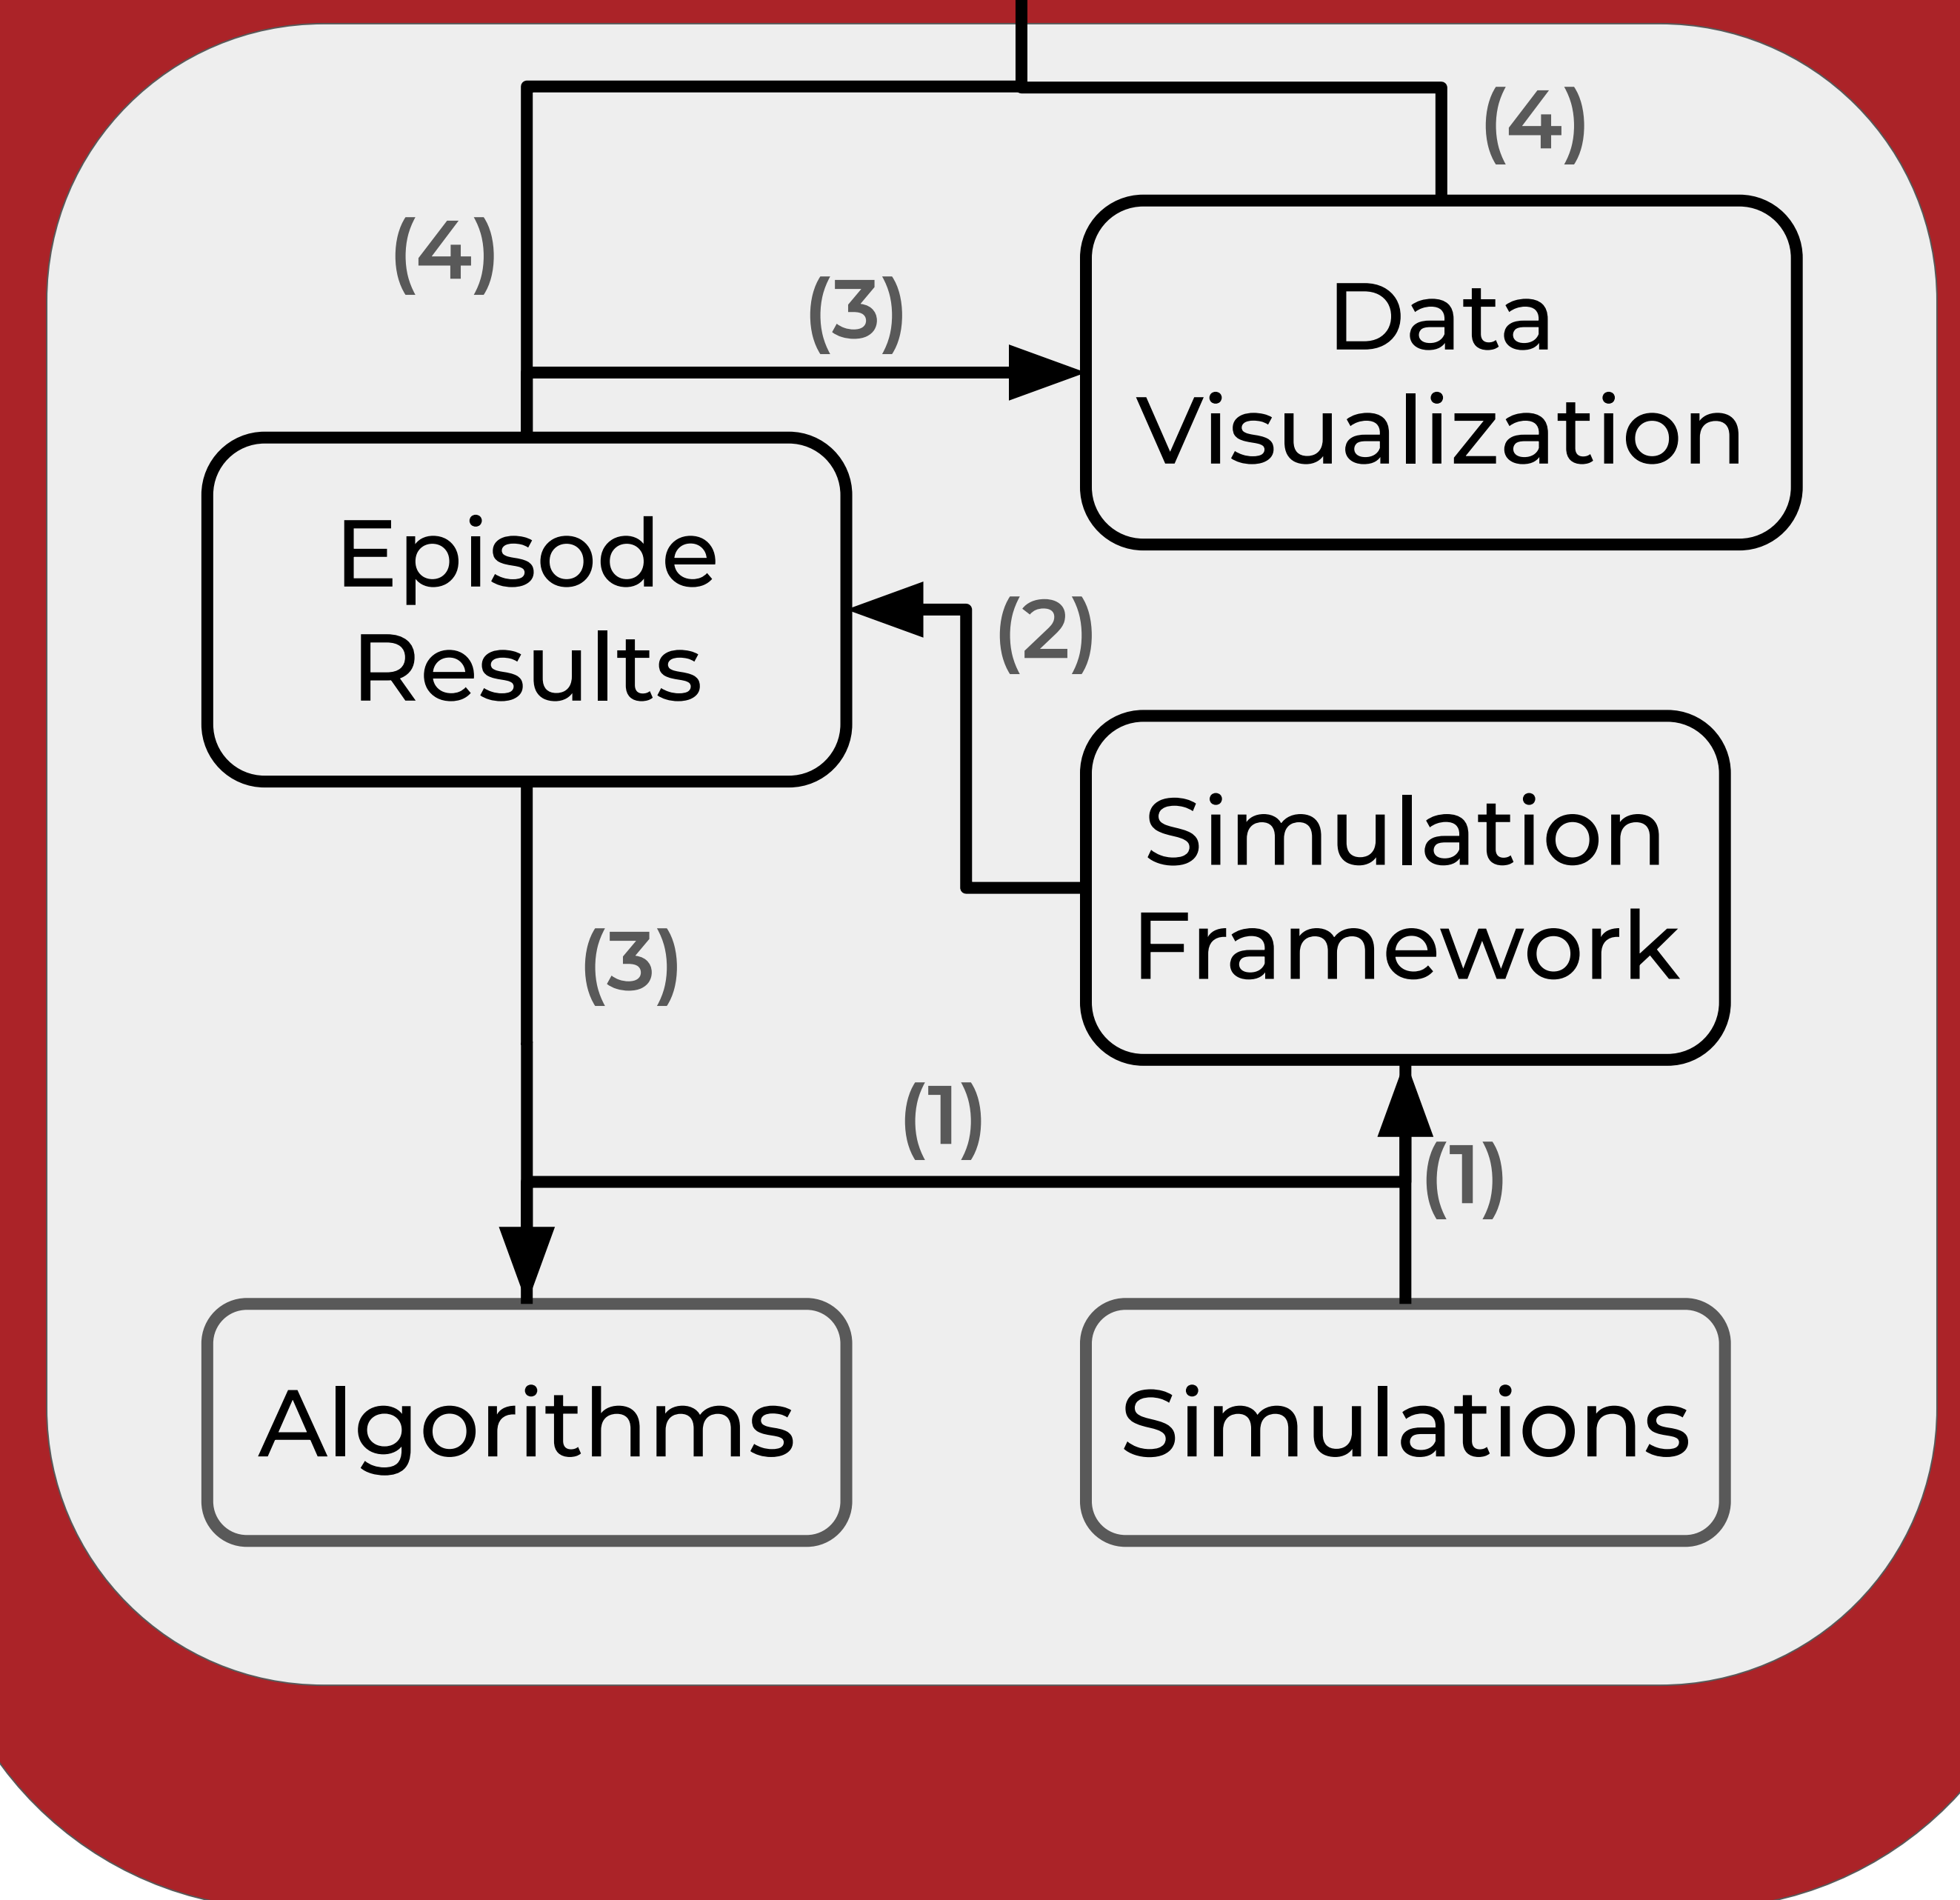 (4)
(4)
(3)
Data
Visualization
Episode
Results
(2)
Simulation
Framework
(3)
(1)
(1)
Algorithms
Simulations